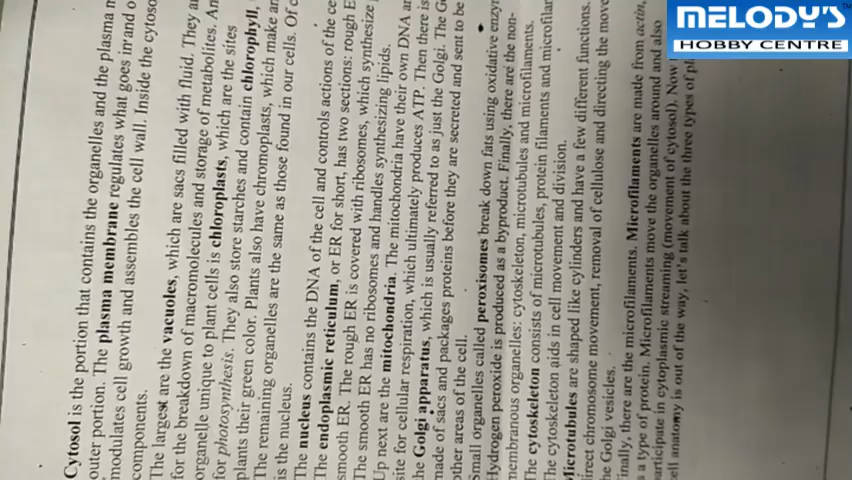 MELODY'S
HOBBY CENTRE
Cytosol is the portion that contains the organelles and the plasma
outer portion. The plasma membrane regulates what goes in and
modulates cell growth and assembles the cell wall. Inside the
components.
The largest are the vacuoles, which are sacs filled with fluid. They
for the breakdown of macromolecules and storage of metabolites.
organelle unique to plant cells is chloroplasts, which are the sites
for photosynthesis. They also store starches and contain chlorophyll,
plants their green color. Plants also have chromoplasts, which make
The remaining organelles are the same as those found in our cells. Of
is the nucleus.
The nucleus contains the DNA of the cell and controls actions of the
The endoplasmic reticulum, or ER for short, has two sections: rough
smooth ER. The rough ER is covered with ribosomes, which synthesize
The smooth ER has no ribosomes and handles synthesizing lipids.
Up next are the mitochondria. The mitochondria have their own DNA
site for cellular respiration, which ultimately produces ATP. Then there is
the Golgi apparatus, which is usually referred to as just the Golgi. The
made of sacs and packages proteins before they are secreted and sent to be
other areas of the cell.
Small organelles called peroxisomes break down fats using oxidative
Hydrogen peroxide is produced as a byproduct. Finally, there are the non-
membranous organelles: cytoskeleton, microtubules and microfilaments.
The cytoskeleton consists of microtubules, protein filaments and
The cytoskeleton aids in cell movement and division.
Microtubules are shaped like cylinders and have a few different functions.
direct chromosome movement, removal of cellulose and directing the
the Golgi vesicles.
Finally, there are the microfilaments. Microfilaments are made from actin,
is a type of protein. Microfilaments move the organelles around and also
participate in cytoplasmic streaming (movement of cytosol). Now
cell anatomy is out of the way, let's talk about the three types of